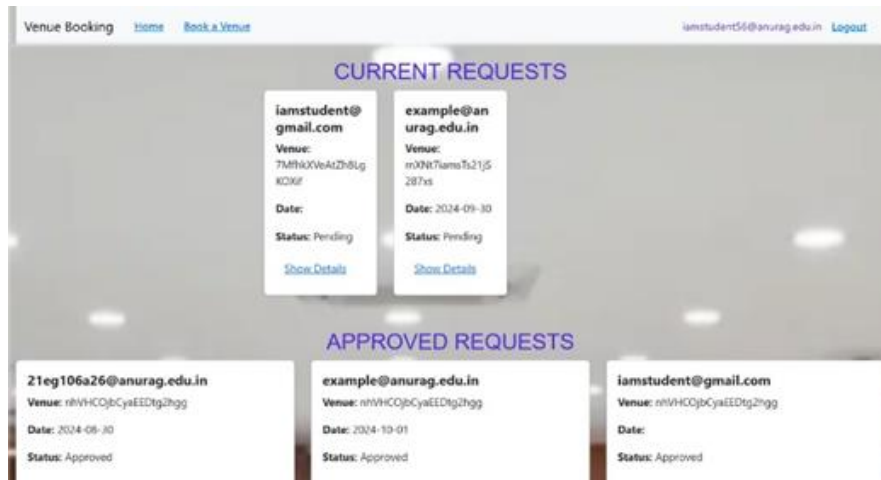 Venue Booking Home Book a Venue iamstudent56@anurag.edu.in Logout
CURRENT REQUESTS
iamstudent@
gmail.com
Venue:
Date:
Status: Pending
Show Details
example@an
urag.edu.in
Venue:
287xs
Date: 2024-09-30
Status: Pending
Show Details
APPROVED REQUESTS
21eg106a26@anurag.edu.in
Venue: nhVHCOjbCyaEEDtg2hgg
Date: 2024-08-30
Status: Approved
example@anurag.edu.in
Venue: nhVHCOjbCyaEEDtg2hgg
Date: 2024-10-01
Status: Approved
iamstudent@gmail.com
Venue: nhVHCOjbCyaEEDtg2hgg
Date:
Status: Approved